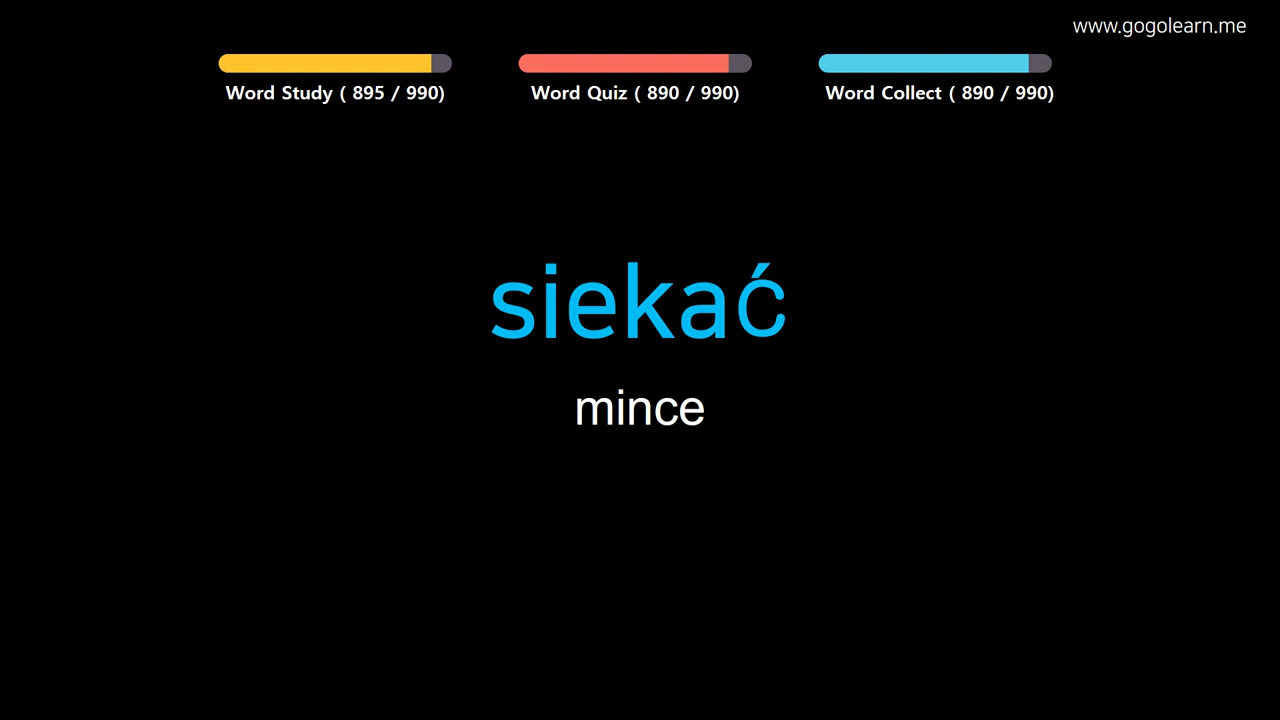 www.gogolearn.me
Word Study ( 895 / 990)
Word Quiz ( 890 / 990)
Word Collect ( 890 / 990)
siekać
mince